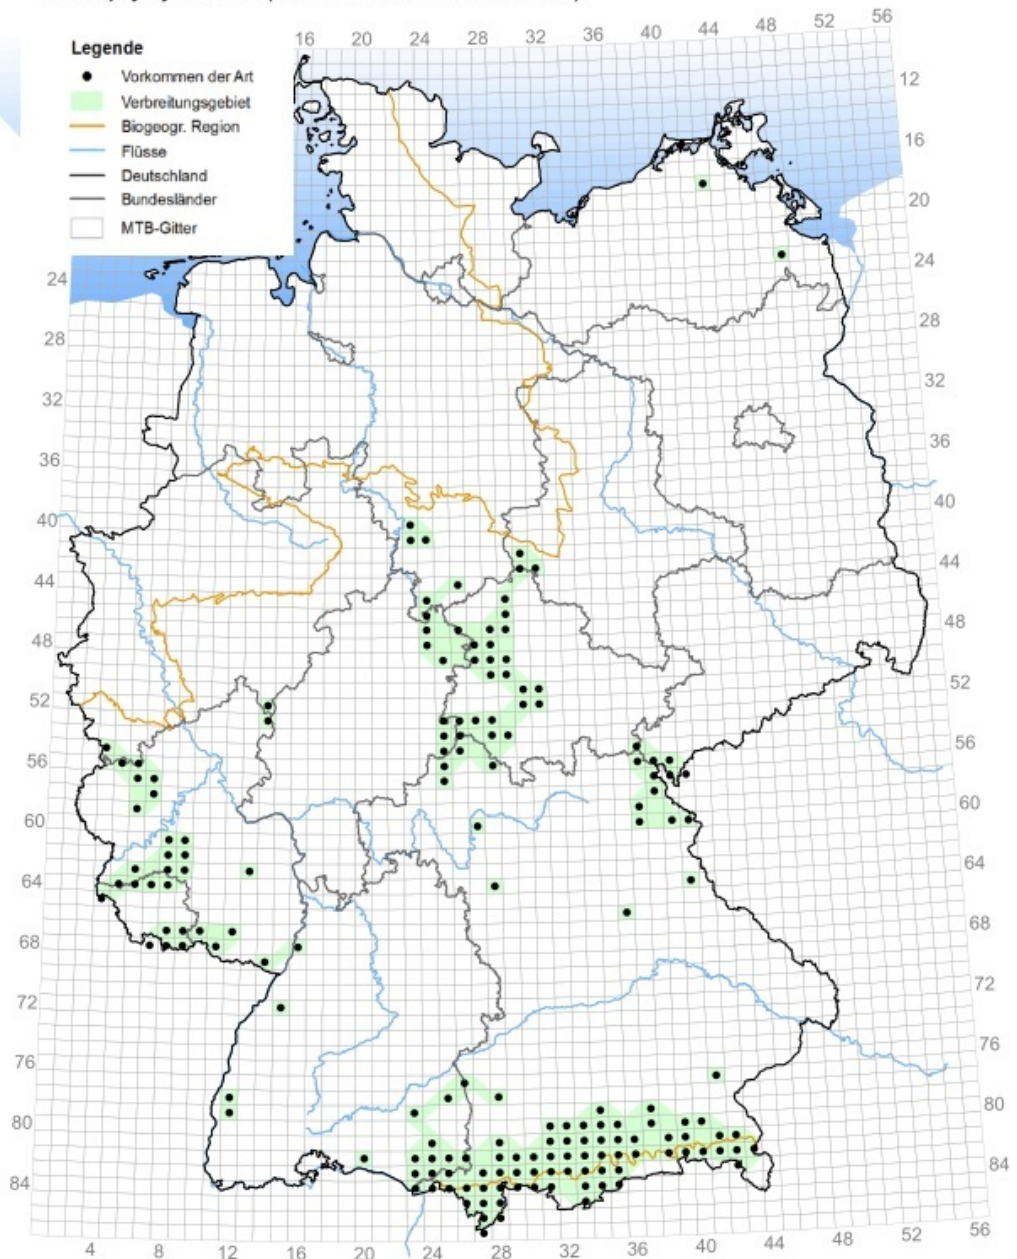 Legende
Vorkommen der Art
Verbreitungsgebiet
Biogeogr. Region
Flüsse
Deutschland
Bundesländer
MTB-Gitter
16 20 24 28 32 36 40 44 48 52 56
12
16
20
24 24
28 28
32 32
36 36
40 40
44 44
48 48
52 52
56 56
60 60
64 64
68 68
72 72
76 76
80 80
84 84
4 8 12 16 20 24 28 32 36 40 44 48 52 56